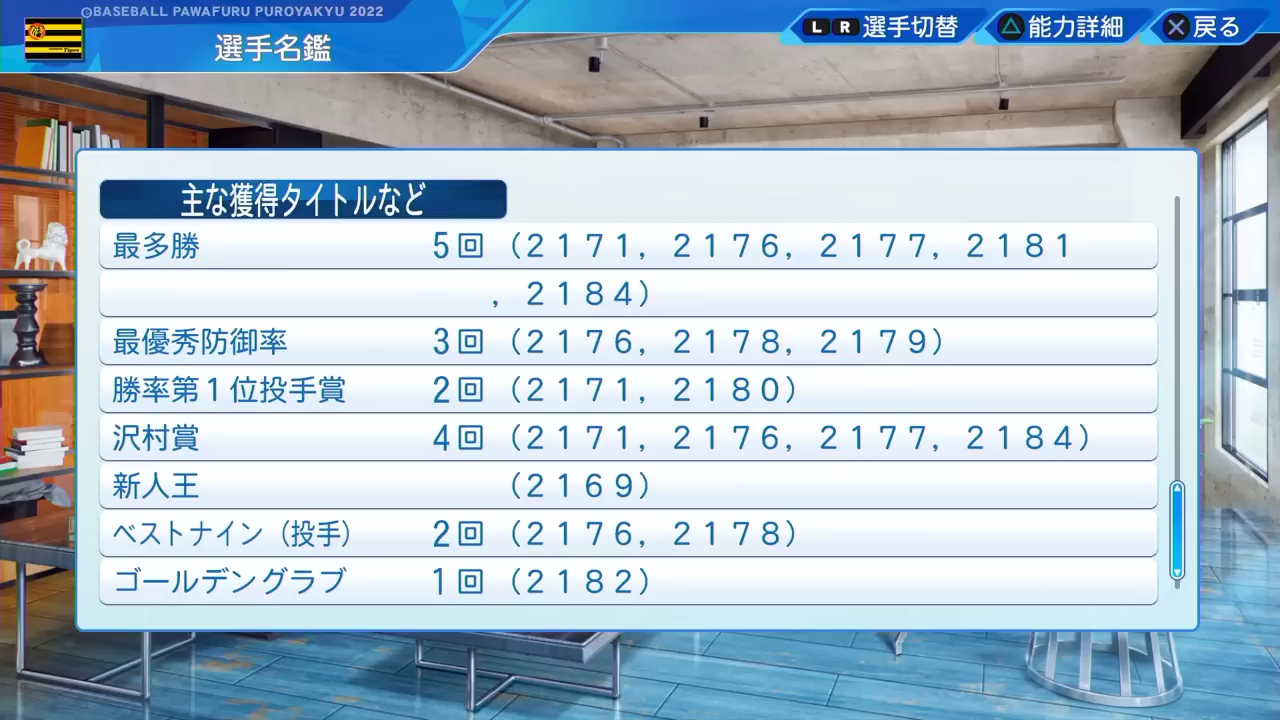 ©BASEBALL PAWAFURU PUROYAKYU 2022
選手名鑑
L R 選手切替 △能力詳細 ×戻る
主な獲得タイトルなど
最多勝 5回（２１７１，２１７６，２１７７，２１８１
，２１８４）
最優秀防御率 3回（２１７６，２１７８，２１７９）
勝率第１位投手賞 2回（２１７１，２１８０）
沢村賞 4回（２１７１，２１７６，２１７７，２１８４）
新人王 （２１６９）
ベストナイン（投手） 2回（２１７６，２１７８）
ゴールデングラブ 1回（２１８２）